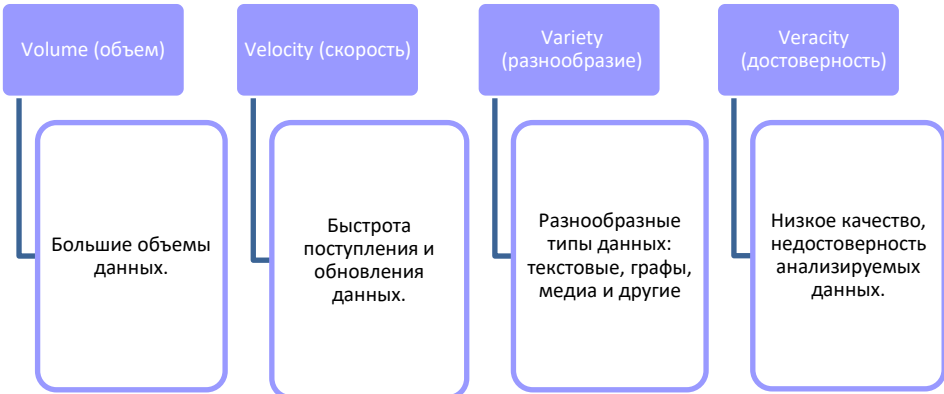 Volume (объем)
Большие объемы
данных.
Velocity (скорость)
Быстрота
поступления и
обновления
данных.
Variety
(разнообразие)
Разнообразные
типы данных:
текстовые, графы,
медиа и другие
Veracity
(достоверность)
Низкое качество,
недостоверность
анализируемых
данных.